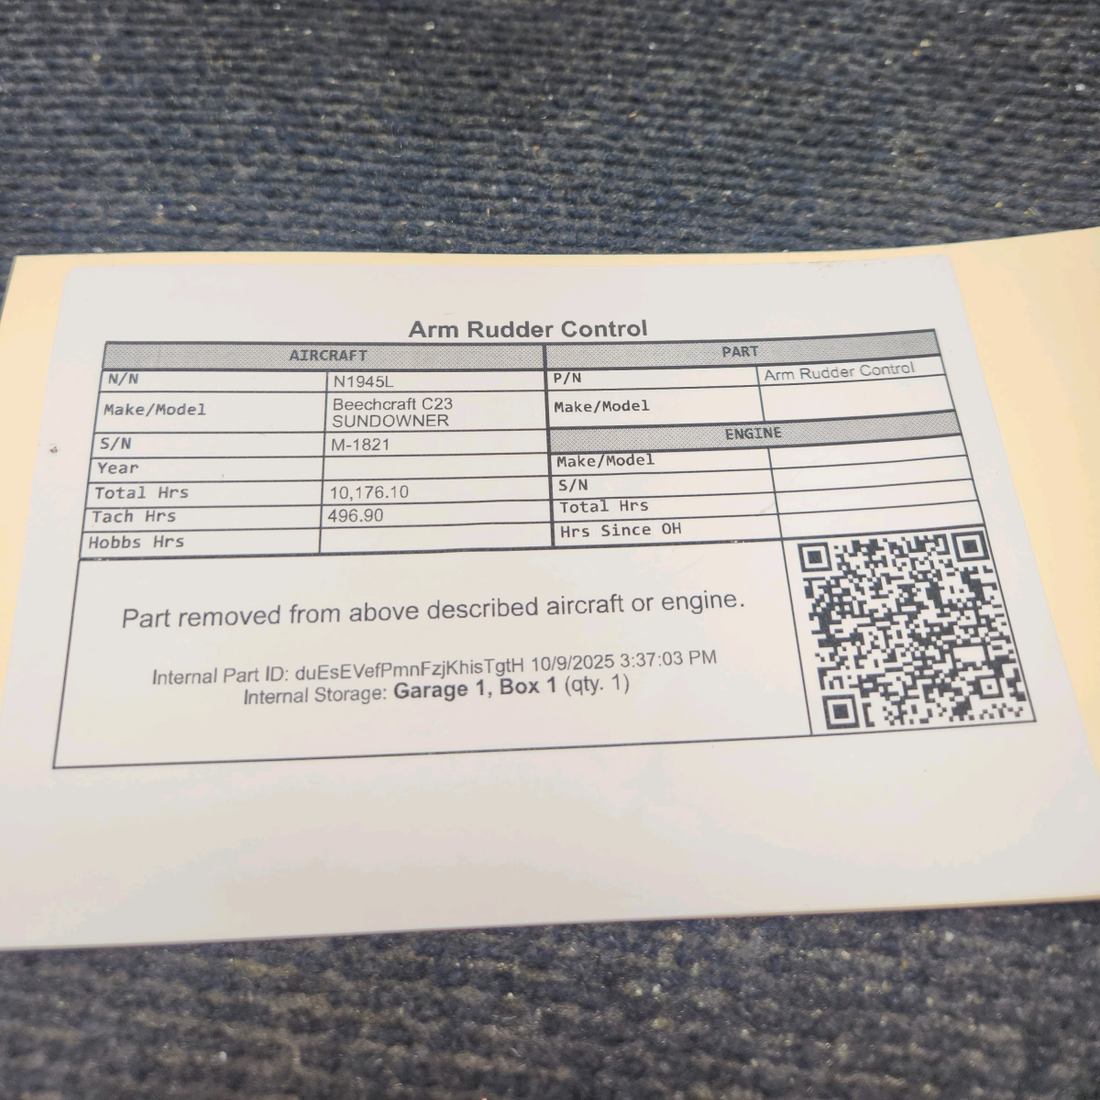 Arm Rudder Control
AIRCRAFT
N/N N1945L
Make/Model Beechcraft C23
SUNDOWNER
S/N M-1821
Year
Total Hrs 10,176.10
Tach Hrs 496.90
Hobbs Hrs
PART
P/N Arm Rudder Control
Make/Model
ENGINE
Make/Model
S/N
Total Hrs
Hrs Since OH
Part removed from above described aircraft or engine.
Internal Part ID: duEsEVefPmnFzjKhisTgtH 10/9/2025 3:37:03 PM
Internal Storage: Garage 1, Box 1 (qty. 1)